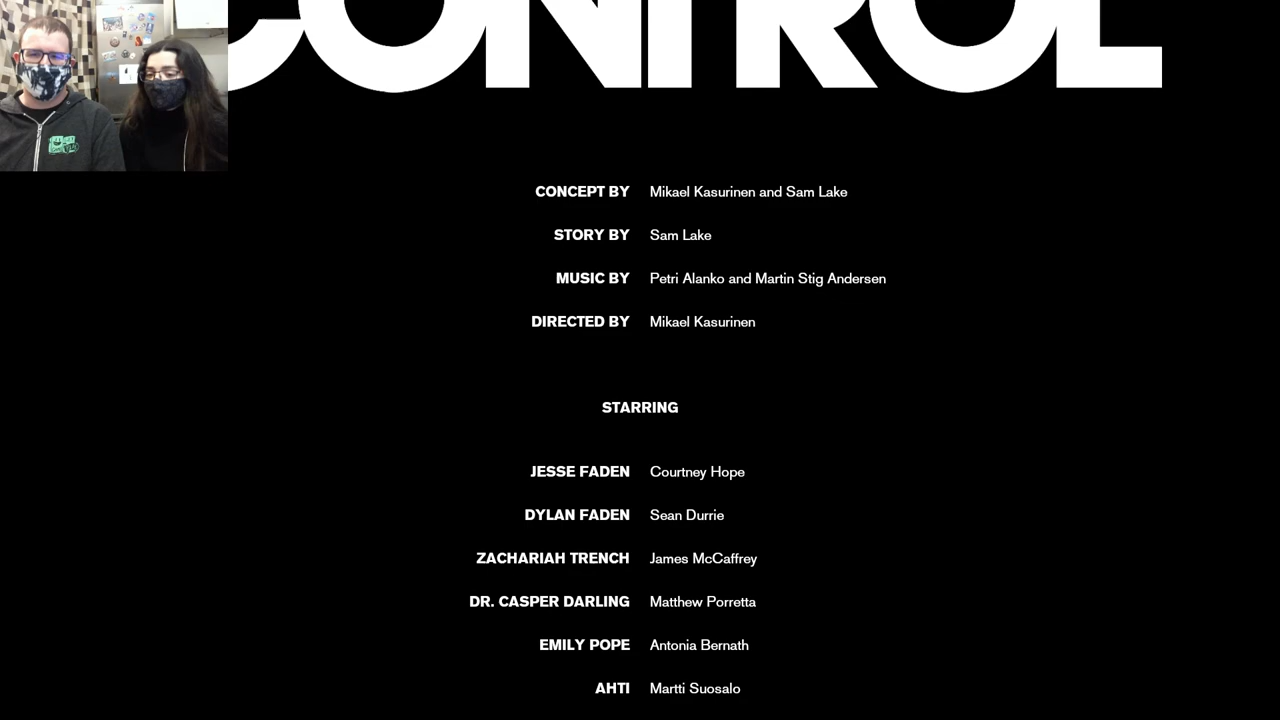 CONTROL
CONCEPT BY Mikael Kasurinen and Sam Lake
STORY BY Sam Lake
MUSIC BY Petri Alanko and Martin Stig Andersen
DIRECTED BY Mikael Kasurinen
STARRING
JESSE FADEN Courtney Hope
DYLAN FADEN Sean Durrie
ZACHARIAH TRENCH James McCaffrey
DR. CASPER DARLING Matthew Porretta
EMILY POPE Antonia Bernath
AHTI Martti Suosalo